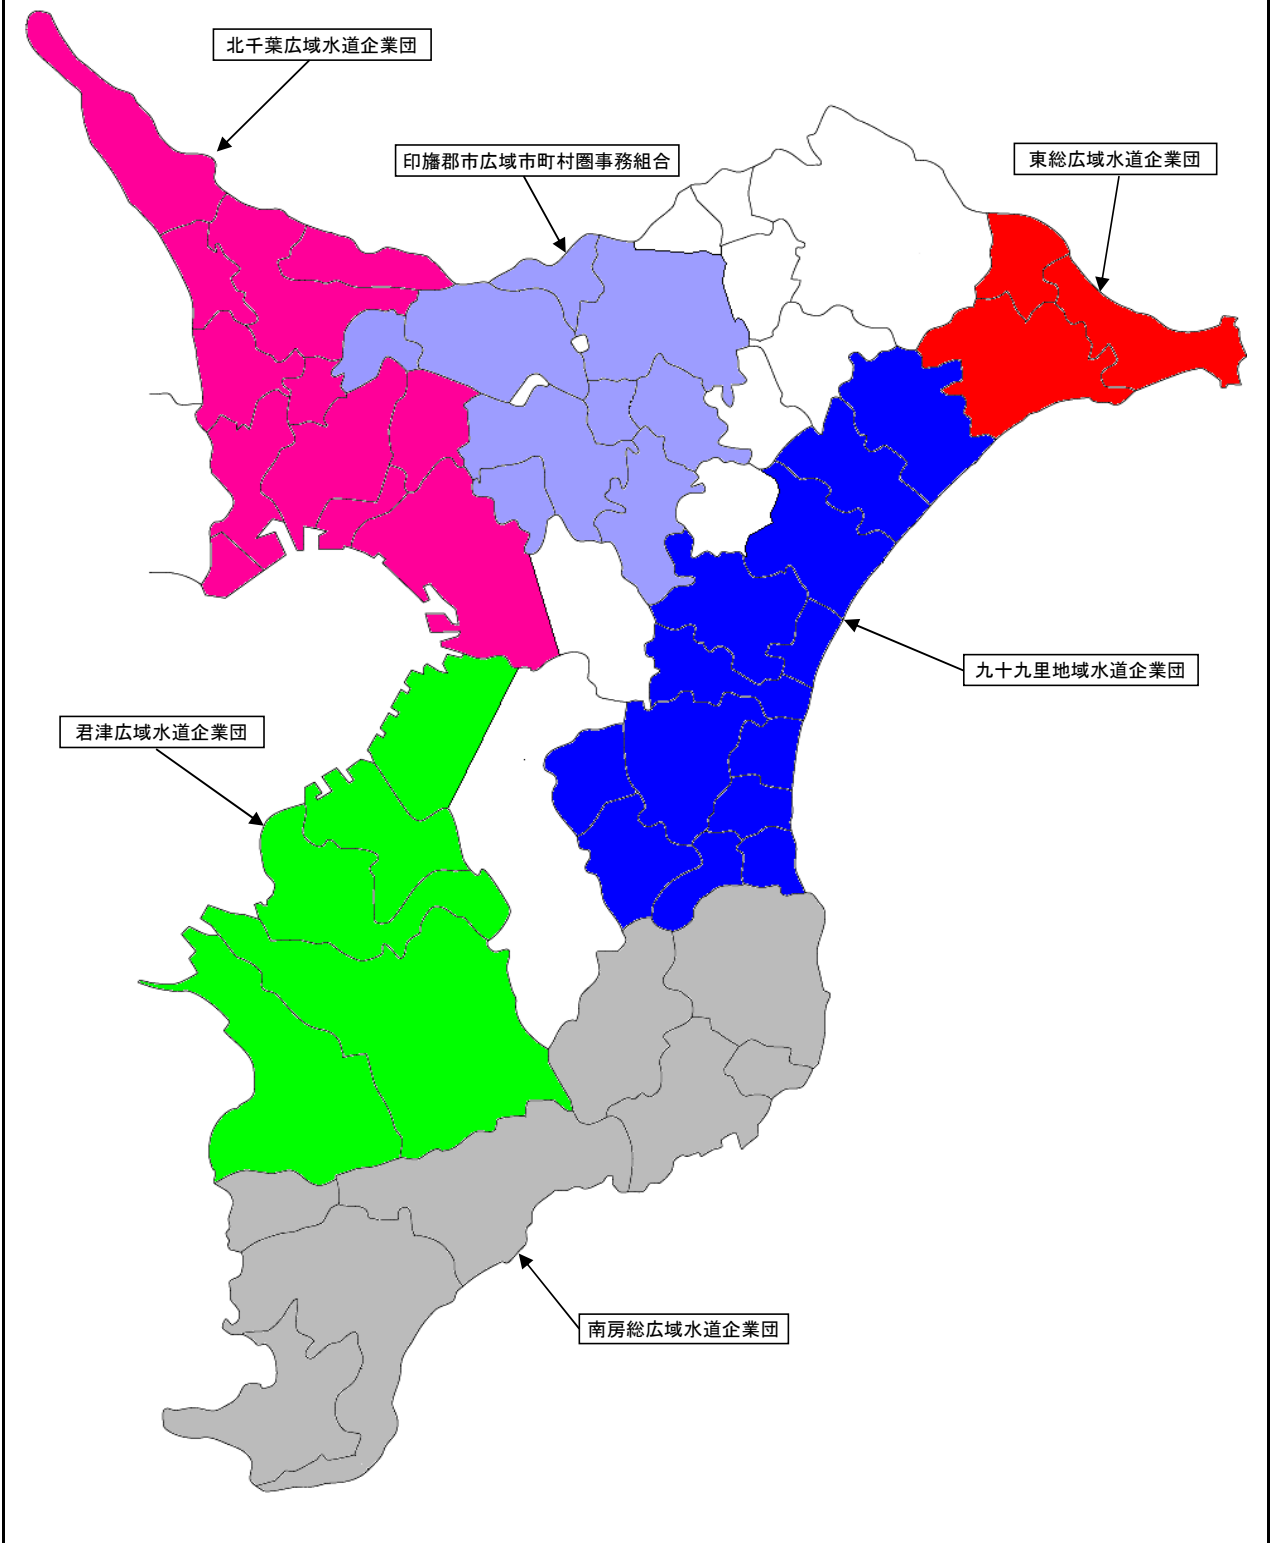 北千葉広域水道企業団
印旛郡市広域市町村圏事務組合
東総広域水道企業団
九十九里地域水道企業団
君津広域水道企業団
南房総広域水道企業団